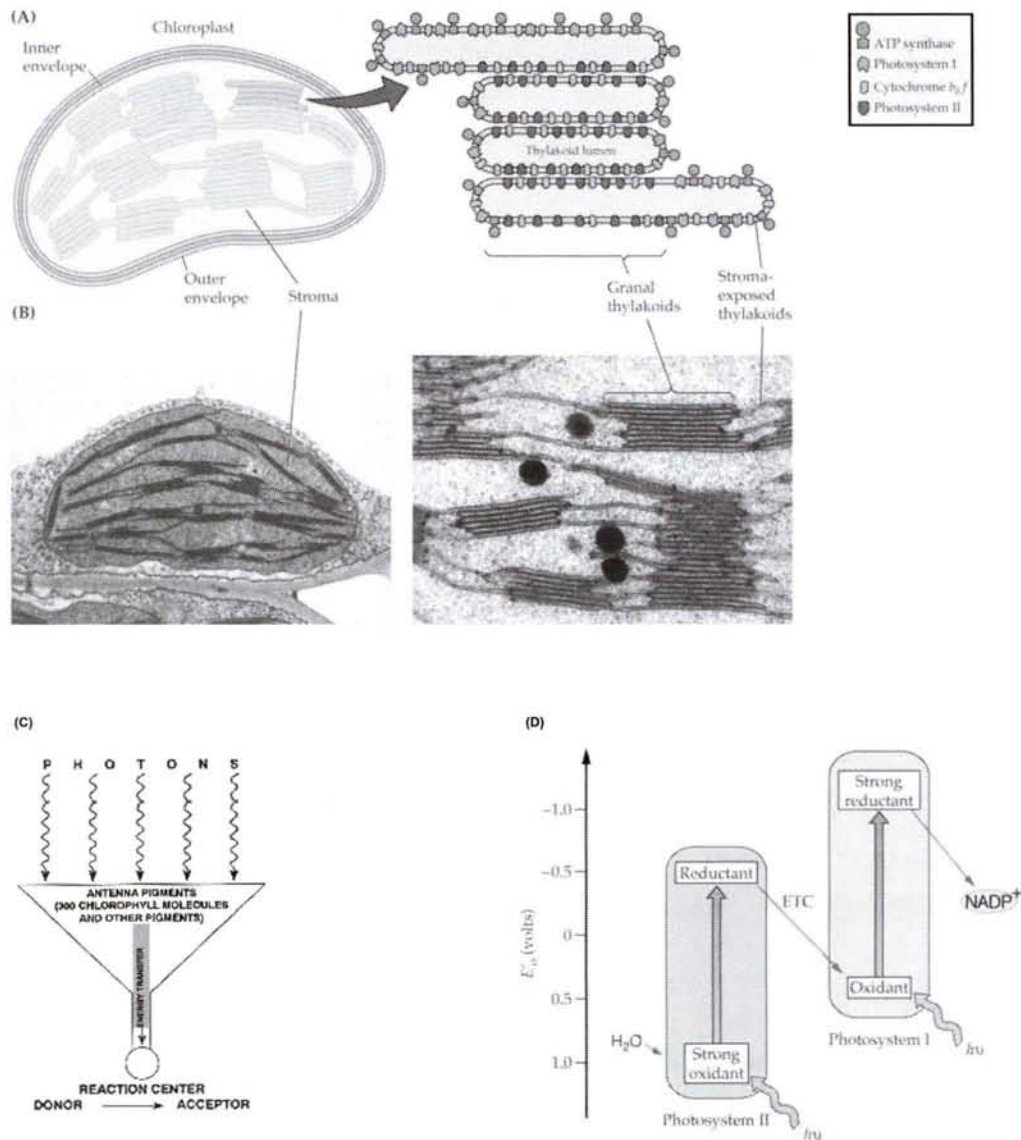 (A)
Chloroplast
Inner
envelope
Outer
envelope
Stroma
Thylakoid lumen
Granal
thylakoids
Stroma-
exposed
thylakoids
ATP synthase
Photosystem I
Cytochrome b₆f
Photosystem II
(B)
(C)
P H O T O N S
ANTENNA PIGMENTS
(300 CHLOROPHYLL MOLECULES
AND OTHER PIGMENTS)
ENERGY TRANSFER
REACTION CENTER
DONOR → ACCEPTOR
(D)
E′₀ (volts)
−1.0
−0.5
0
0.5
1.0
H₂O
Reductant
Strong
oxidant
Photosystem II
hυ
ETC
Strong
reductant
Oxidant
Photosystem I
hυ
NADP⁺